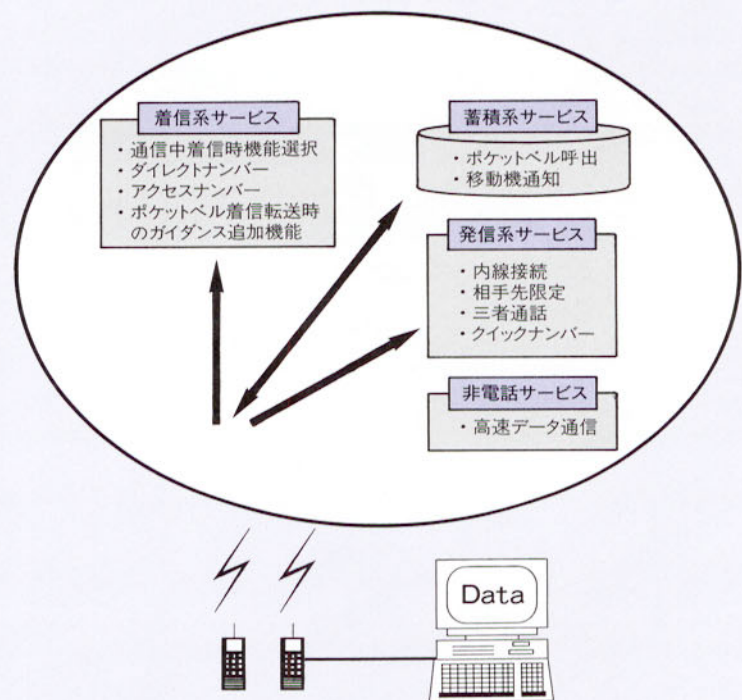 着信系サービス
・通信中着信時機能選択
・ダイレクトナンバー
・アクセスナンバー
・ポケットベル着信転送時
のガイダンス追加機能
蓄積系サービス
・ポケットベル呼出
・移動機通知
発信系サービス
・内線接続
・相手先限定
・三者通話
・クイックナンバー
非電話サービス
・高速データ通信
Data